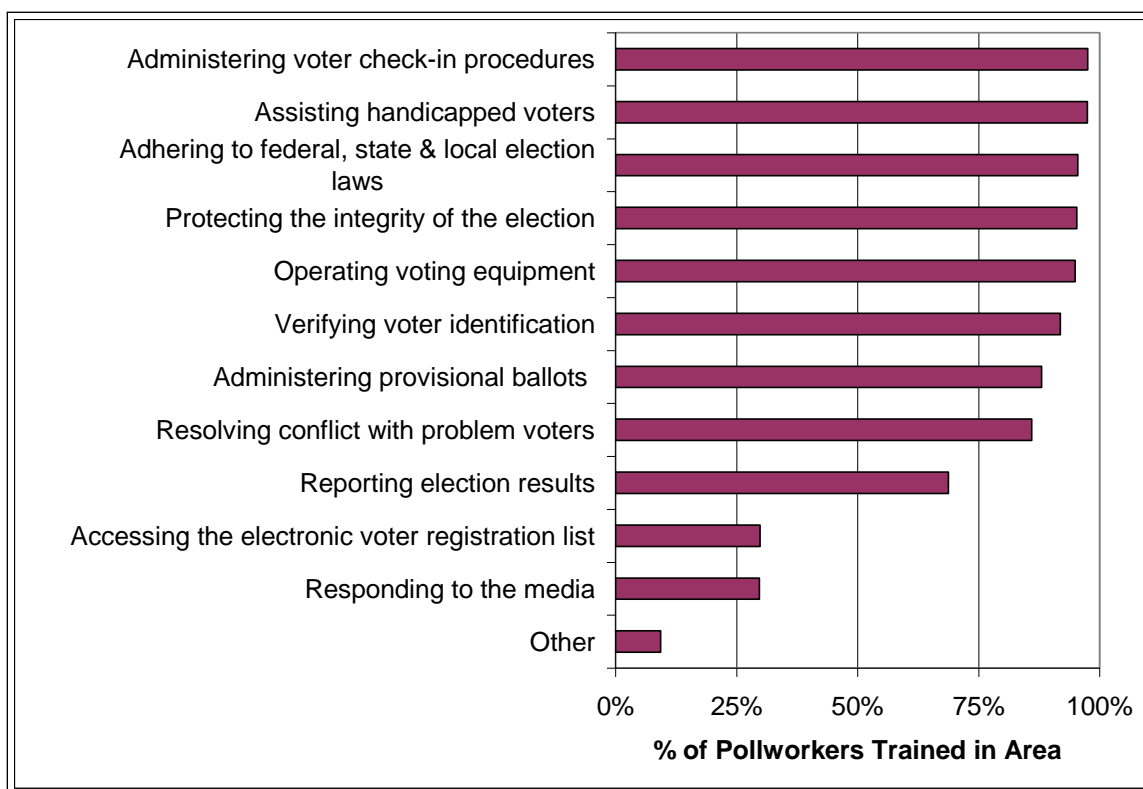 Administering voter check-in procedures
Assisting handicapped voters
Adhering to federal, state & local election
laws
Protecting the integrity of the election
Operating voting equipment
Verifying voter identification
Administering provisional ballots
Resolving conflict with problem voters
Reporting election results
Accessing the electronic voter registration list
Responding to the media
Other
0% 25% 50% 75% 100%
% of Pollworkers Trained in Area